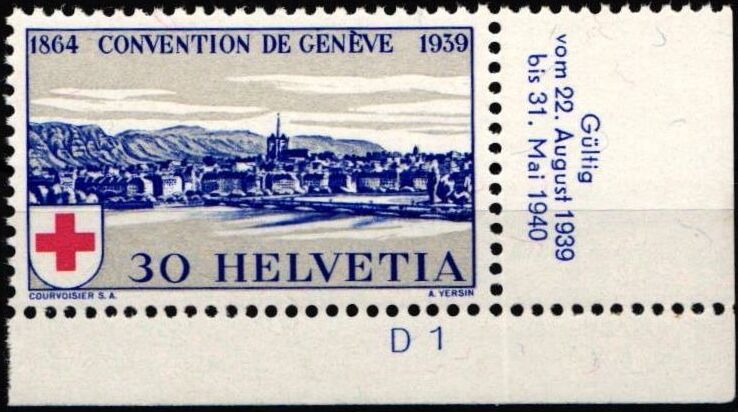 1864 CONVENTION DE GENÈVE 1939
30 HELVETIA
COURVOISIER S.A. A. YERSIN
Gültig
vom 22. August 1939
bis 31. Mai 1940
D 1